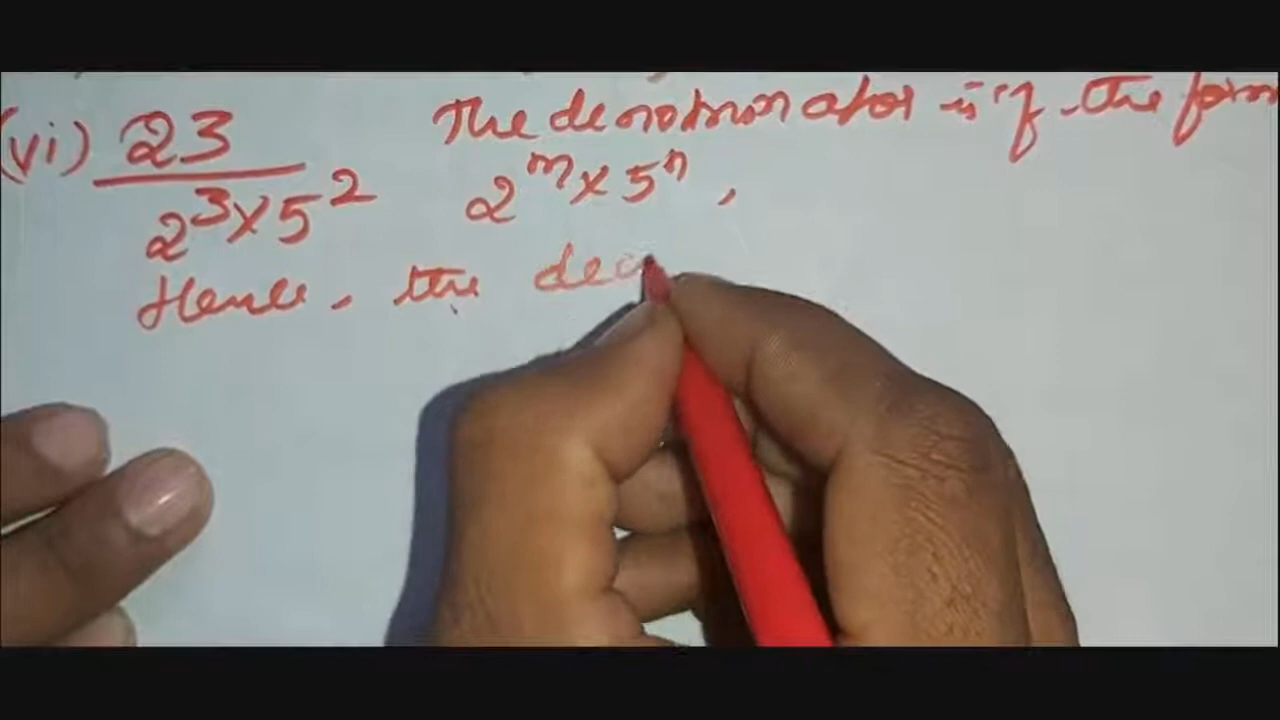 (vi) 23 The denominator is of the form
2³×5² 2ᵐ×5ⁿ,
Hence, the dec